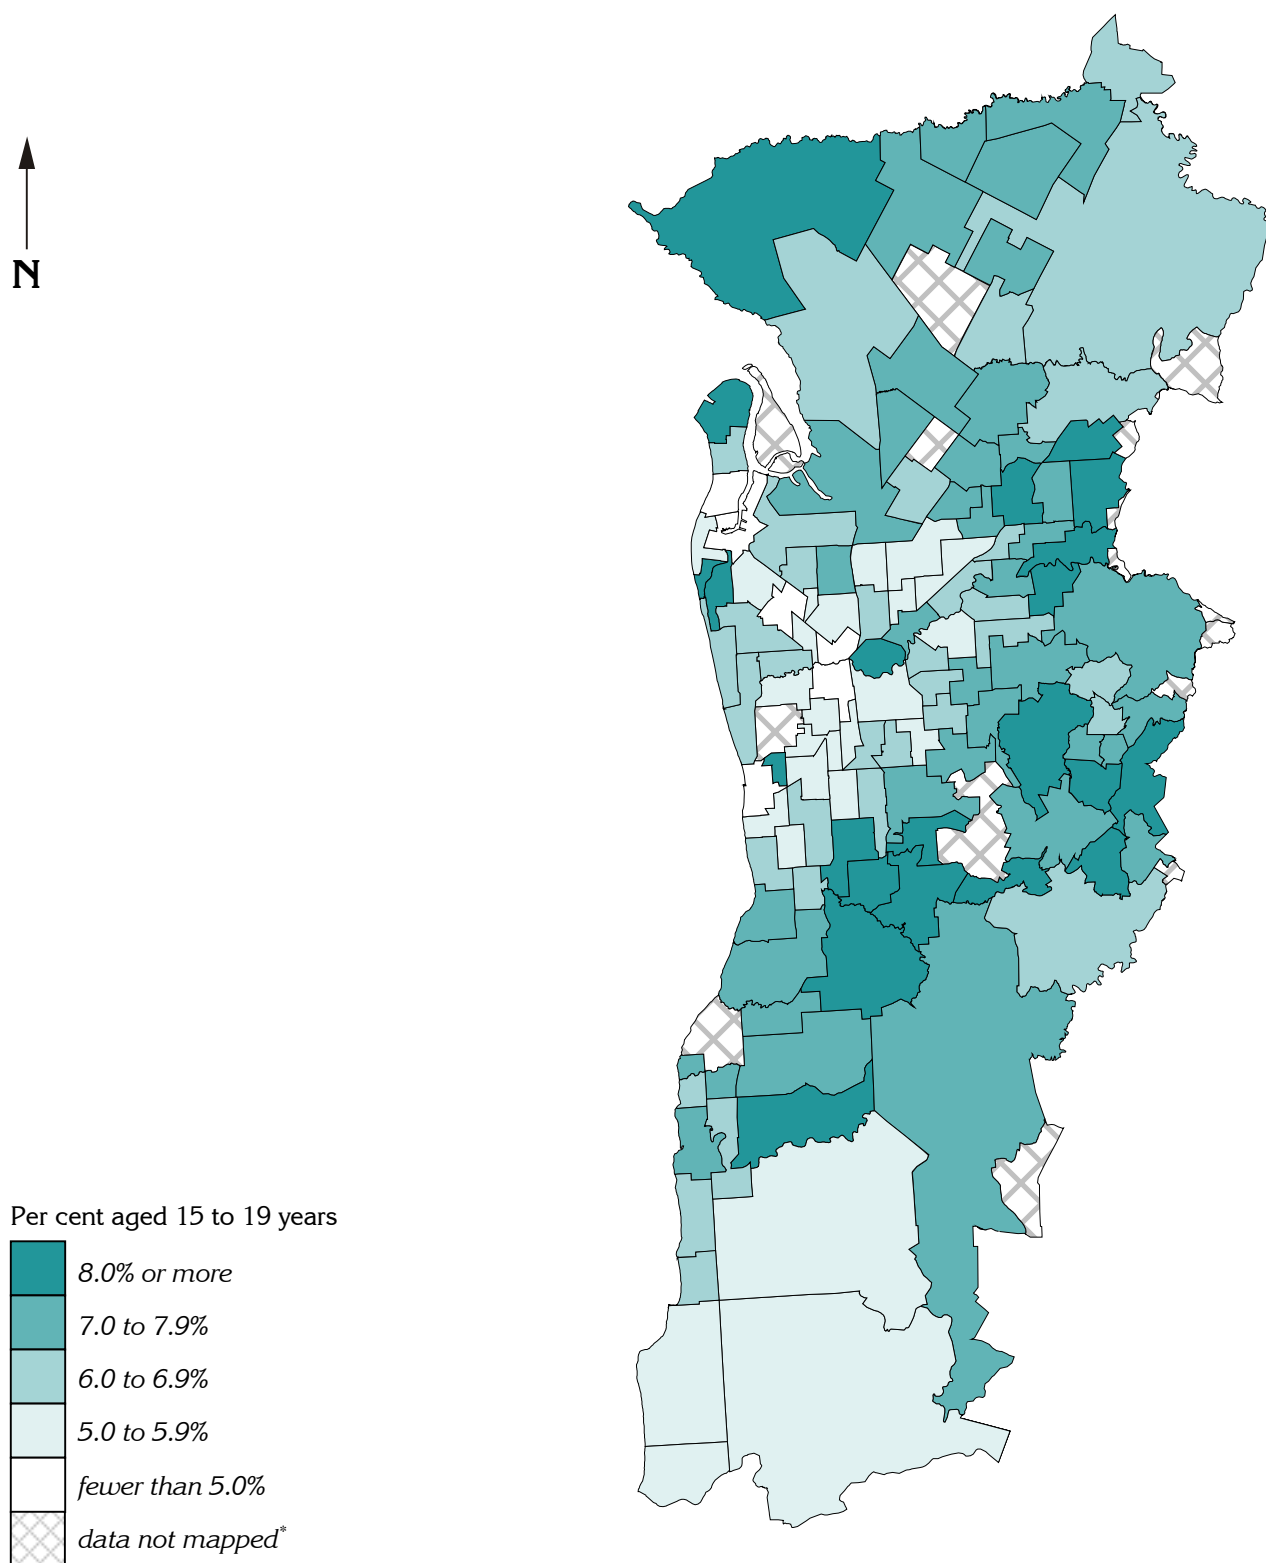 N
Per cent aged 15 to 19 years
8.0% or more
7.0 to 7.9%
6.0 to 6.9%
5.0 to 5.9%
fewer than 5.0%
data not mapped*